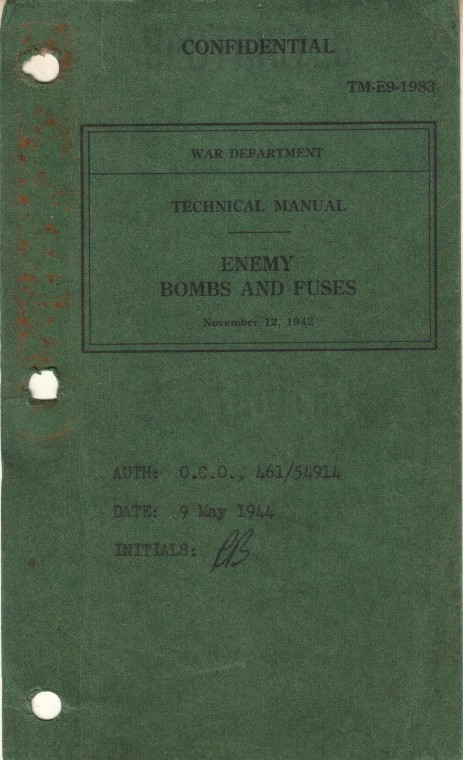 CONFIDENTIAL
TM-E9-1983
WAR DEPARTMENT
TECHNICAL MANUAL
ENEMY
BOMBS AND FUSES
November 12, 1942
AUTH: O.C.O., 461/54914
DATE: 9 May 1944
INITIALS: RB